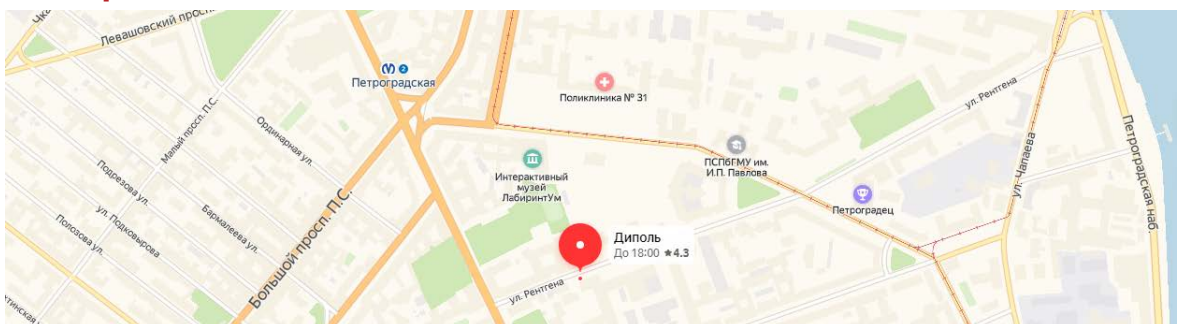 Левашовский просп.
2
Петроградская
Поликлиника № 31
ул. Рентгена
Малый просп. П.С.
Ординарная ул.
Петроградская наб.
ул. Чапаева
Интерактивный
музей
ЛабиринтУм
ПСПбГМУ им.
И.П. Павлова
Петроградец
Подрезова ул.
ул. Подковырова
Бармалеева ул.
Полозова ул.
Большой просп. П.С.
Диполь
До 18:00 ★4.3
ул. Рентгена